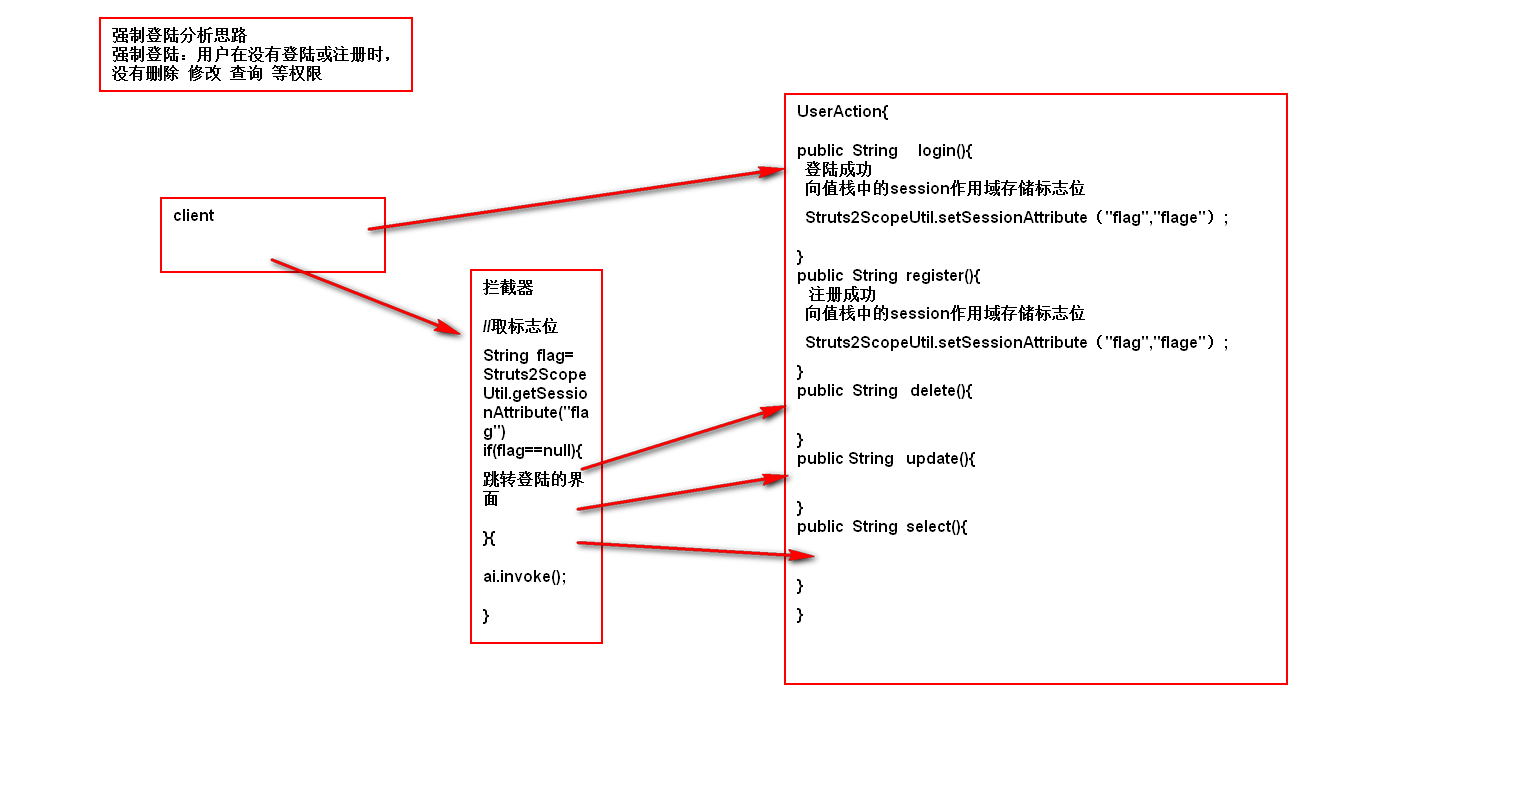 强制登陆分析思路
强制登陆：用户在没有登陆或注册时，
没有删除 修改 查询 等权限
client
拦截器
//取标志位
String flag=
Struts2Scope
Util.getSessio
nAttribute("fla
g")
if(flag==null){
跳转登陆的界
面
}{
ai.invoke();
}
UserAction{
public String login(){
登陆成功
向值栈中的session作用域存储标志位
Struts2ScopeUtil.setSessionAttribute（"flag","flage"）;
}
public String register(){
注册成功
向值栈中的session作用域存储标志位
Struts2ScopeUtil.setSessionAttribute（"flag","flage"）;
}
public String delete(){
}
public String update(){
}
public String select(){
}
}